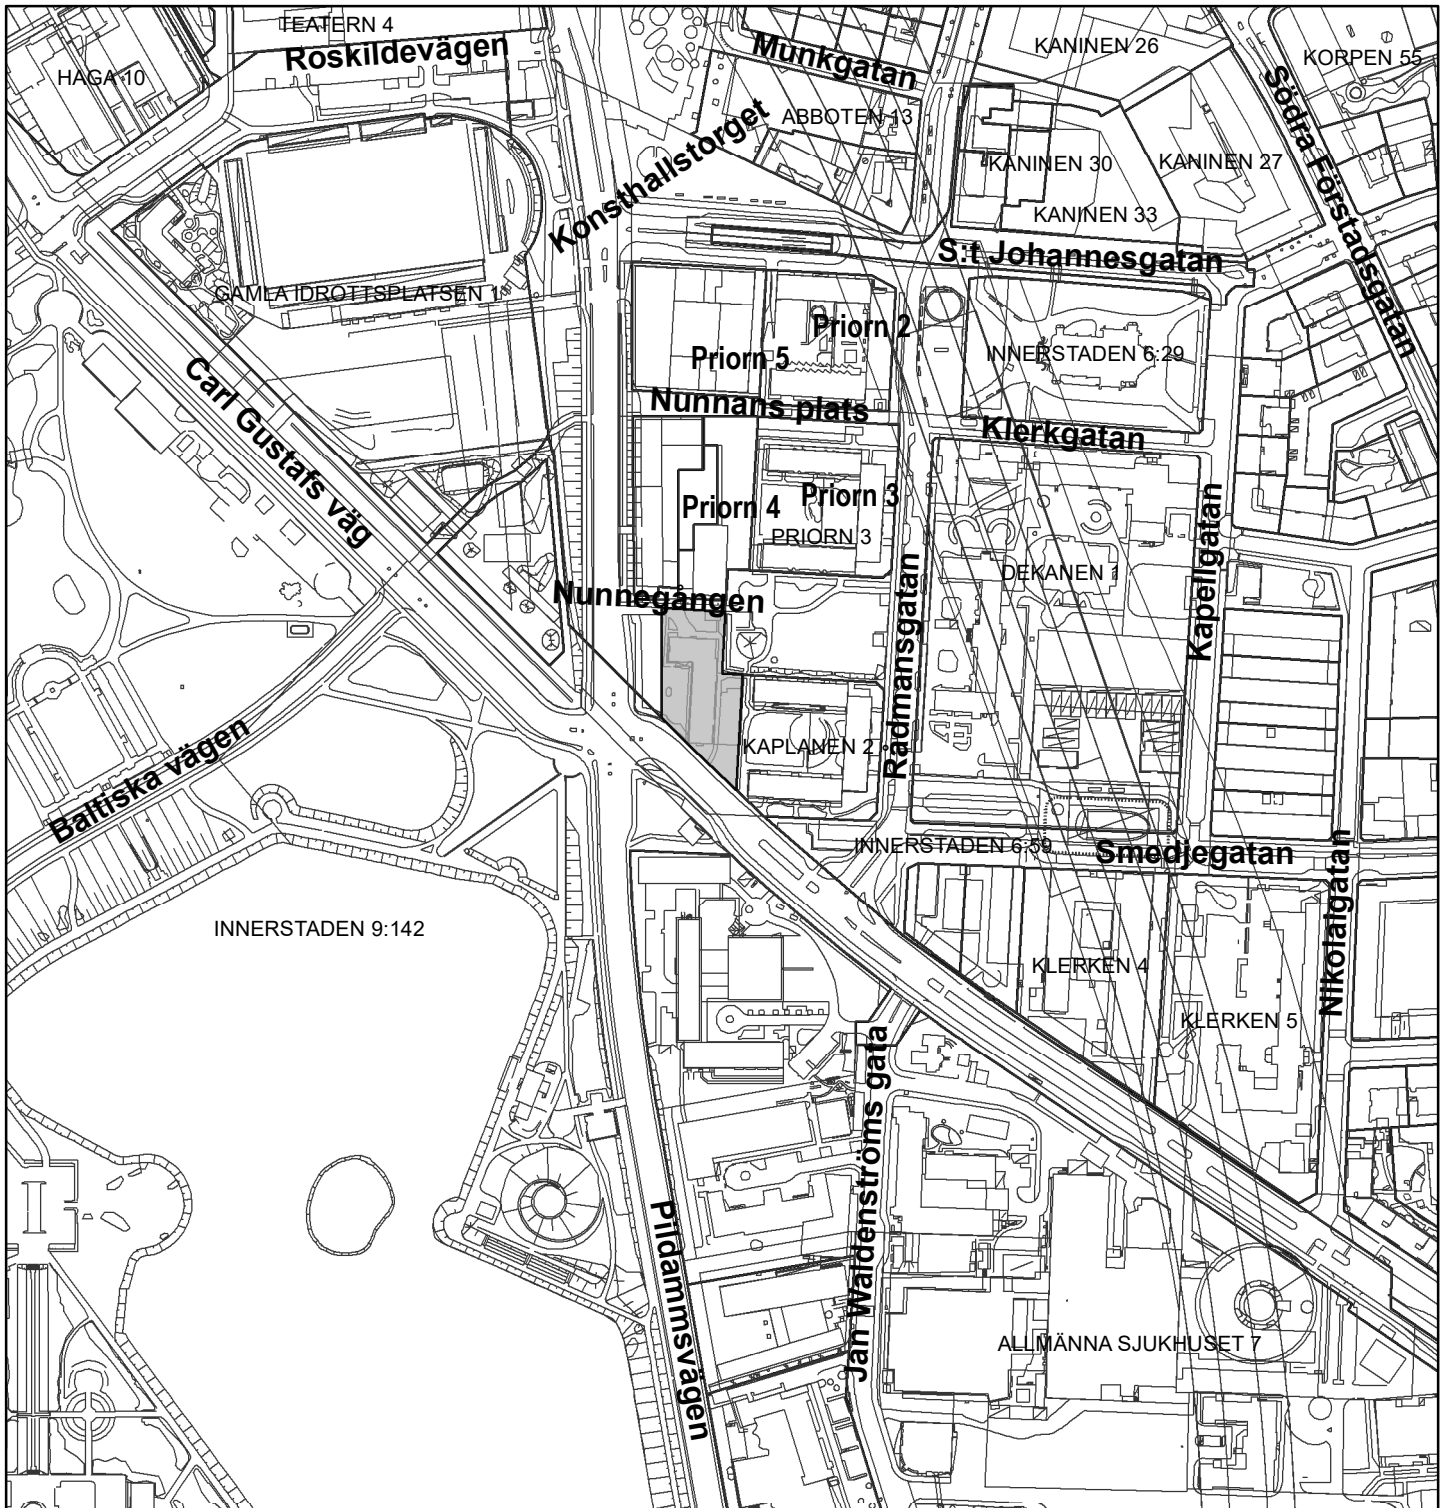 TEATERN 4
Roskildevägen
Munkgatan
KANINEN 26
KORPEN 55
HAGA 10
ABBOTEN 13
Södra Förstadsgatan
KANINEN 30
KANINEN 27
Konsthallstorget
KANINEN 33
S:t Johannesgatan
GAMLA IDROTTSPLATSEN 1
Priorn 2
Priorn 5
INNERSTADEN 6:29
Carl Gustafs väg
Nunnans plats
Klerkgatan
Priorn 4
Priorn 3
PRIORN 3
Kapellgatan
DEKANEN 1
Nunnegången
Rådmansgatan
KAPLANEN 2
Baltiska vägen
INNERSTADEN 6:59
Smedjegatan
Nikolaigatan
INNERSTADEN 9:142
KLERKEN 4
KLERKEN 5
Jan Waldenströms gata
Pildammsvägen
ALLMÄNNA SJUKHUSET 7